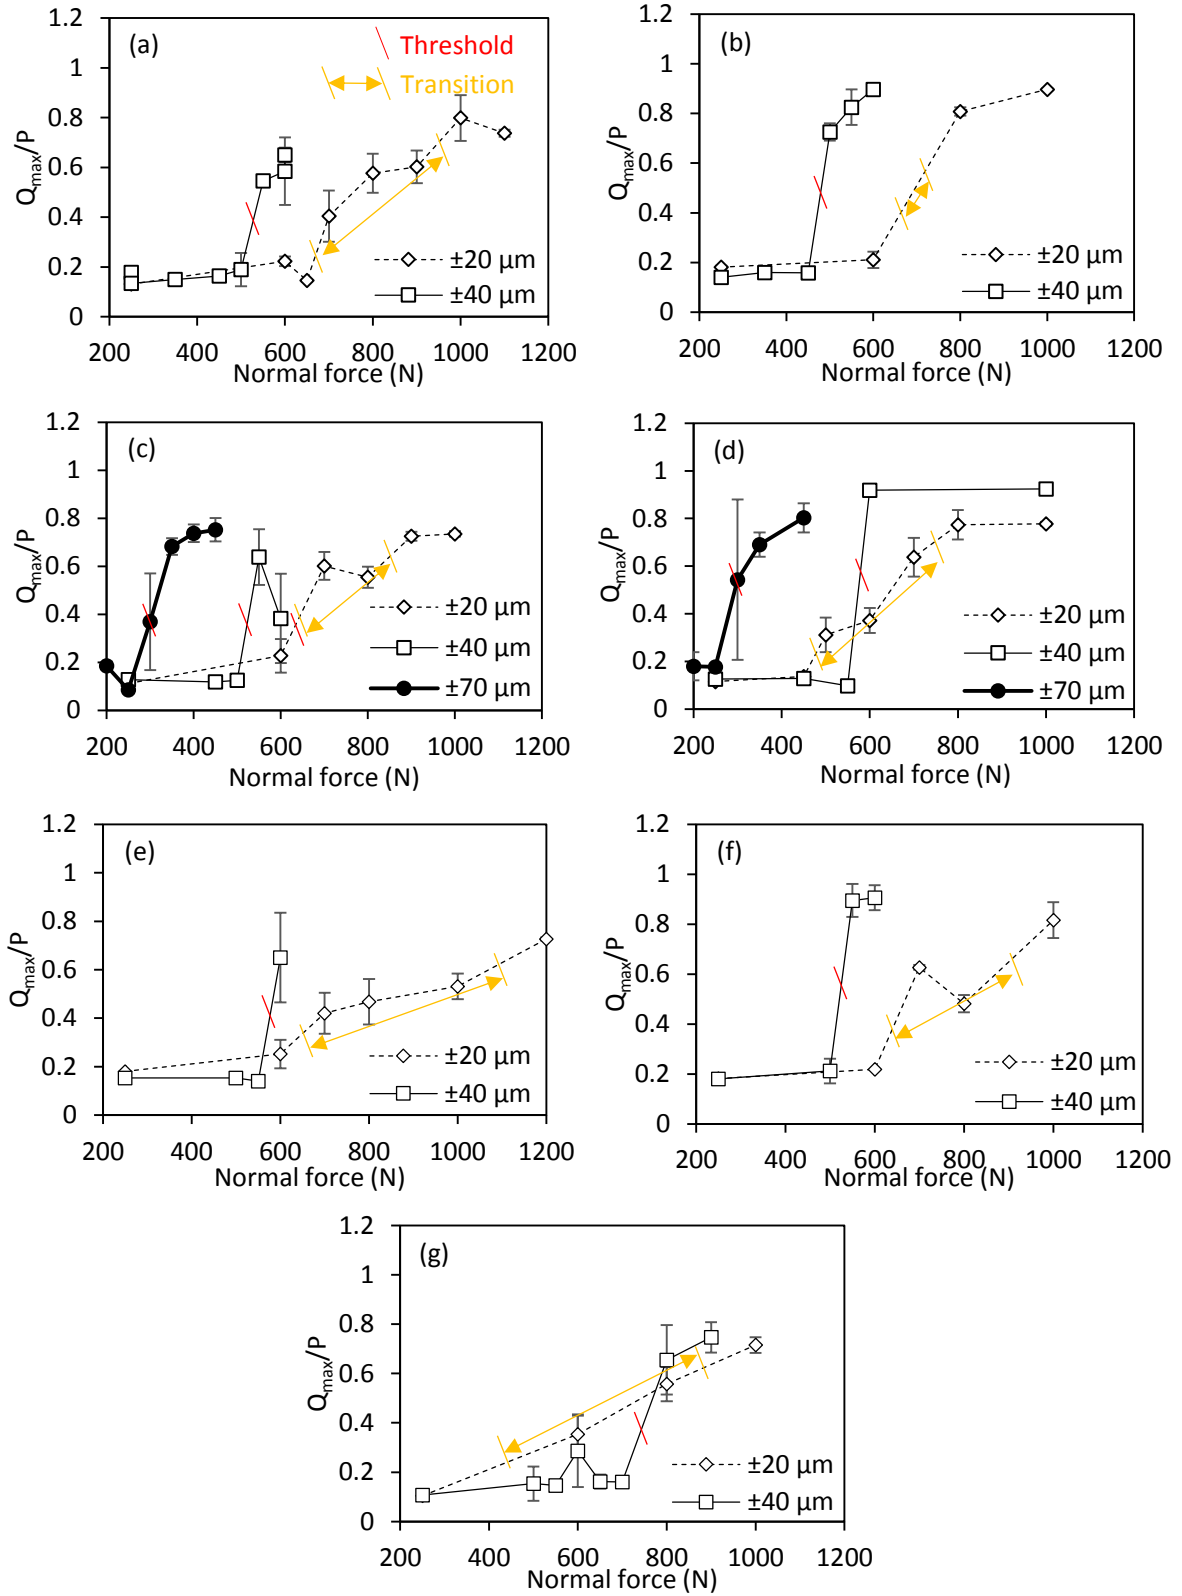 (a)
Threshold
Transition
1.2
1
0.8
0.6
0.4
0.2
0
Qmax/P
±20 µm
±40 µm
200 400 600 800 1000 1200
Normal force (N)
(b)
1.2
1
0.8
0.6
0.4
0.2
0
Qmax/P
±20 µm
±40 µm
200 400 600 800 1000 1200
Normal force (N)
(c)
1.2
1
0.8
0.6
0.4
0.2
0
Qmax/P
±20 µm
±40 µm
±70 µm
200 400 600 800 1000 1200
Normal force (N)
(d)
1.2
1
0.8
0.6
0.4
0.2
0
Qmax/P
±20 µm
±40 µm
±70 µm
200 400 600 800 1000 1200
Normal force (N)
(e)
1.2
1
0.8
0.6
0.4
0.2
0
Qmax/P
±20 µm
±40 µm
200 400 600 800 1000 1200
Normal force (N)
(f)
1.2
1
0.8
0.6
0.4
0.2
0
Qmax/P
±20 µm
±40 µm
200 400 600 800 1000 1200
Normal force (N)
(g)
1.2
1
0.8
0.6
0.4
0.2
0
Qmax/P
±20 µm
±40 µm
200 400 600 800 1000 1200
Normal force (N)